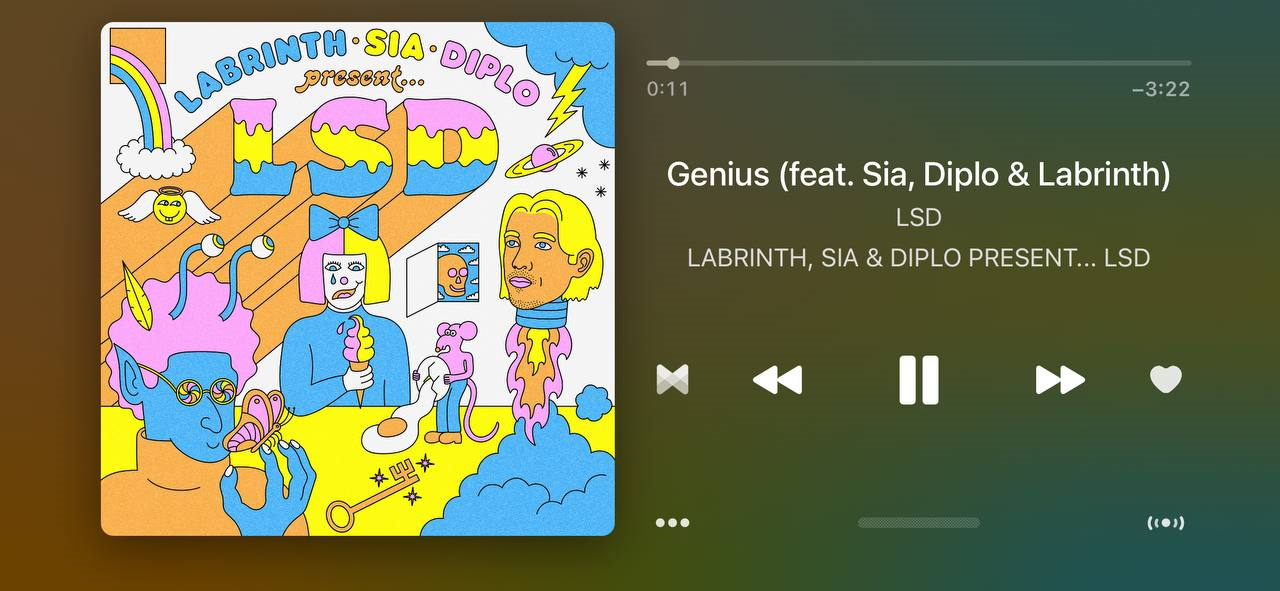 LABRINTH • SIA • DIPLO
present...
LSD
0:11
−3:22
Genius (feat. Sia, Diplo & Labrinth)
LSD
LABRINTH, SIA & DIPLO PRESENT... LSD